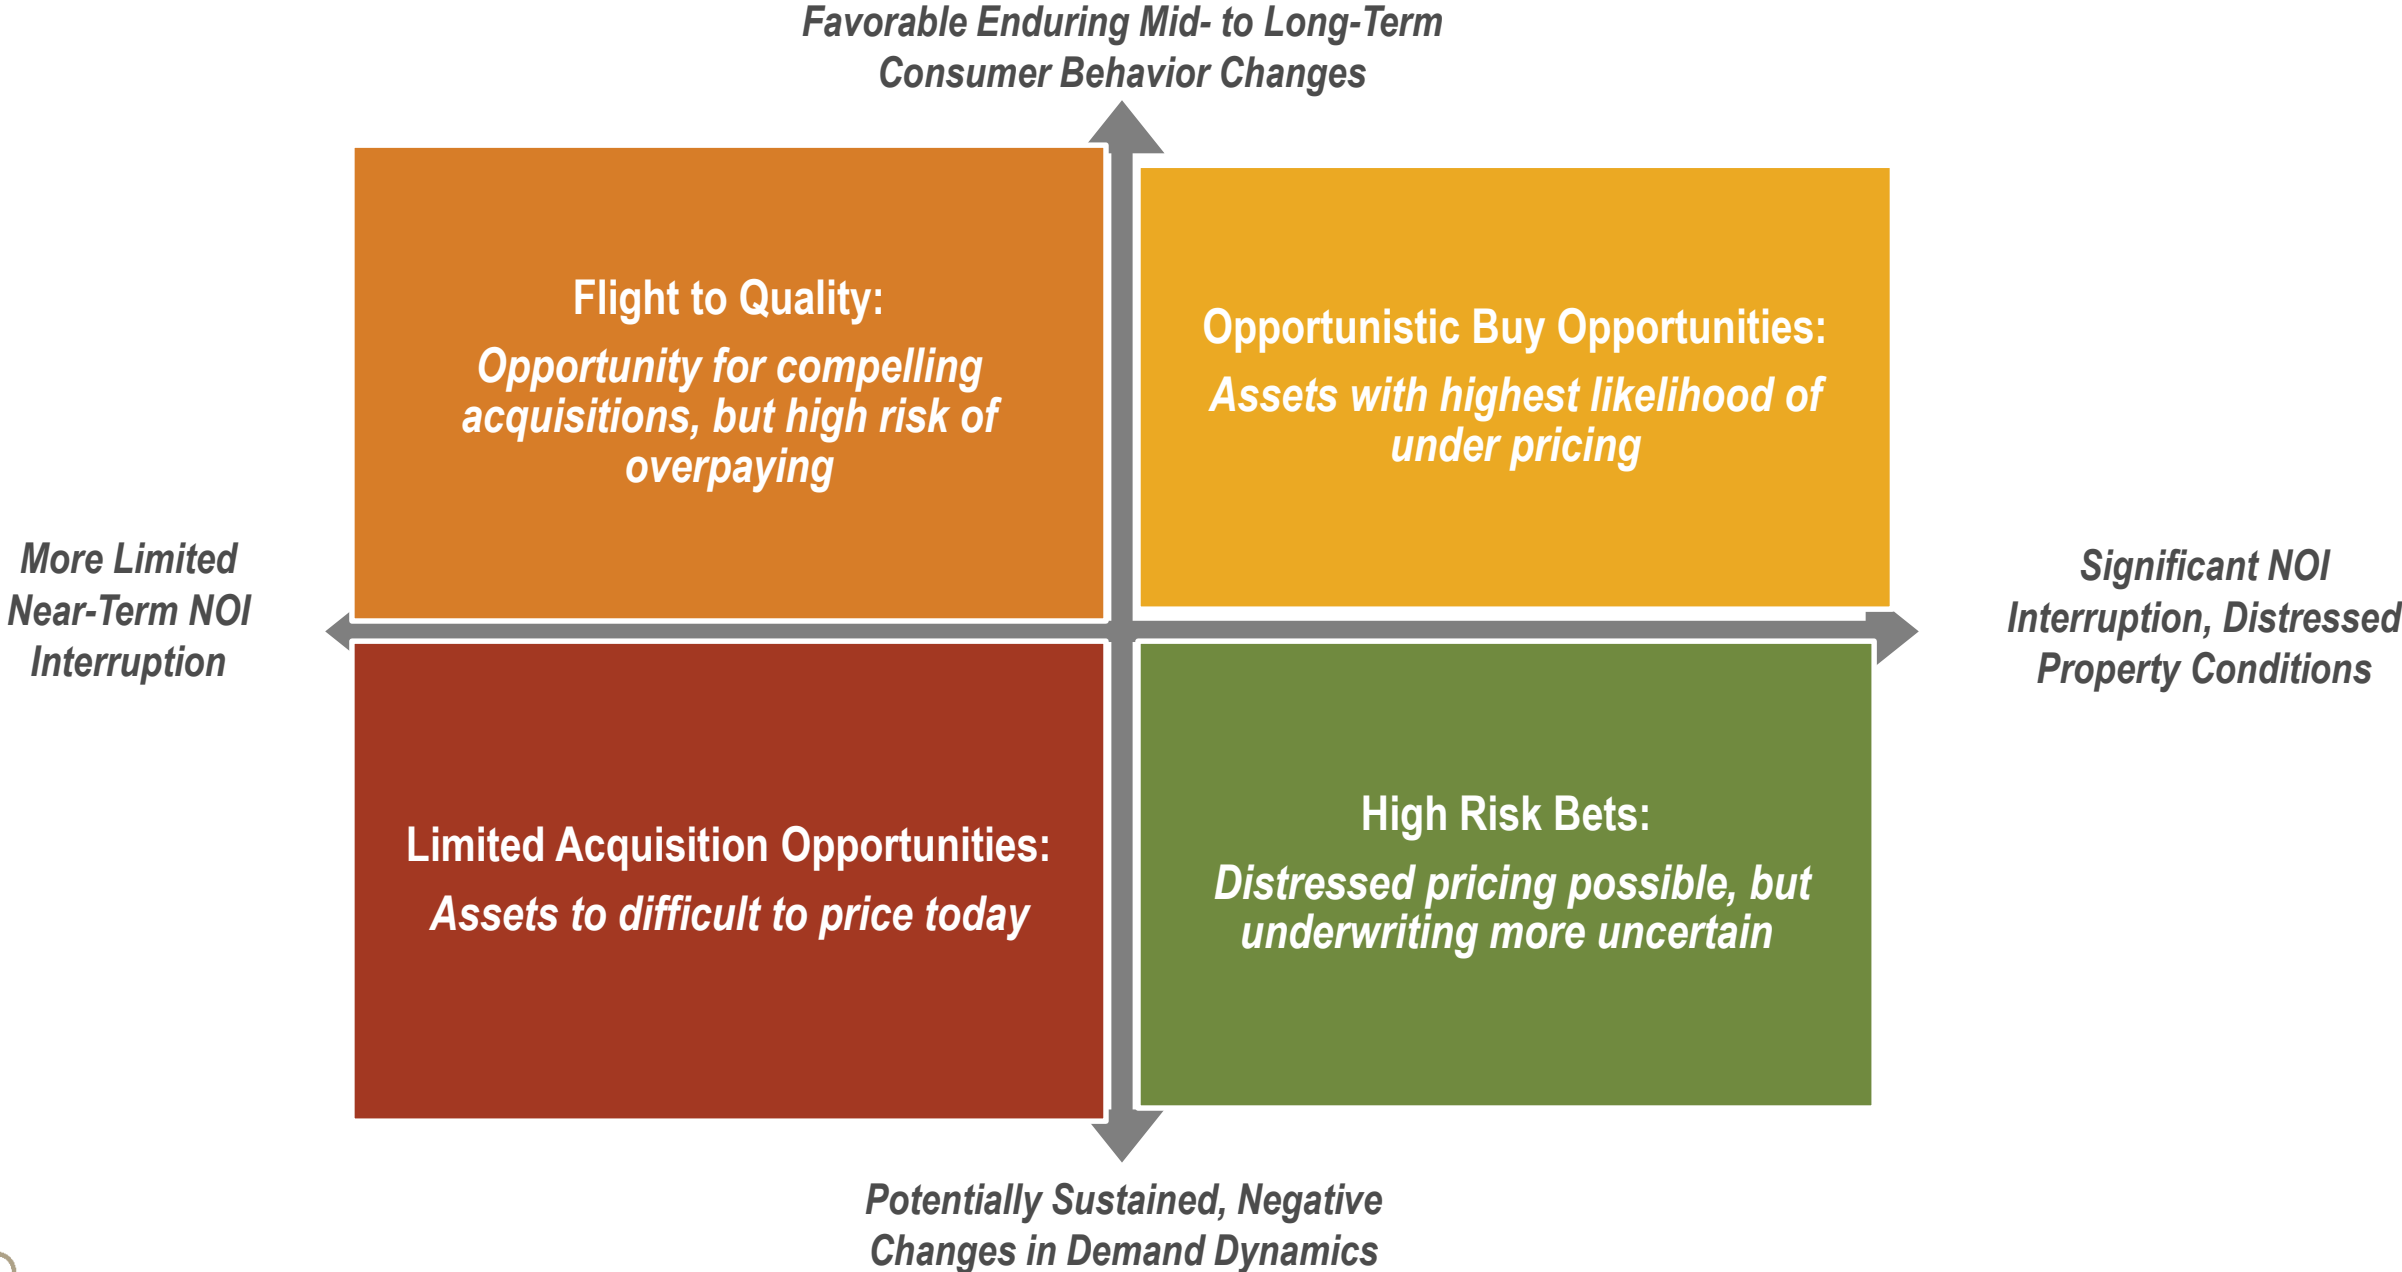 Favorable Enduring Mid- to Long-Term
Consumer Behavior Changes
Flight to Quality:
Opportunity for compelling
acquisitions, but high risk of
overpaying
Opportunistic Buy Opportunities:
Assets with highest likelihood of
under pricing
More Limited
Near-Term NOI
Interruption
Significant NOI
Interruption, Distressed
Property Conditions
Limited Acquisition Opportunities:
Assets to difficult to price today
High Risk Bets:
Distressed pricing possible, but
underwriting more uncertain
Potentially Sustained, Negative
Changes in Demand Dynamics